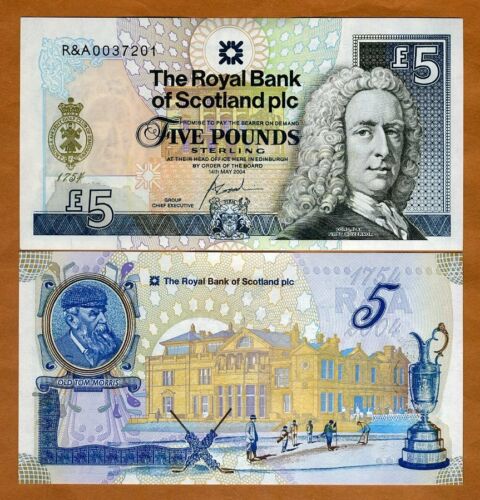 R&A0037201
£5
The Royal Bank
of Scotland plc
PROMISE TO PAY THE BEARER ON DEMAND
FIVE POUNDS
STERLING
AT THEIR HEAD OFFICE HERE IN EDINBURGH
BY ORDER OF THE BOARD
14th MAY 2004
1754
GROUP
CHIEF EXECUTIVE
£5
The Royal Bank of Scotland plc
1754
R&A
5
OLD TOM MORRIS